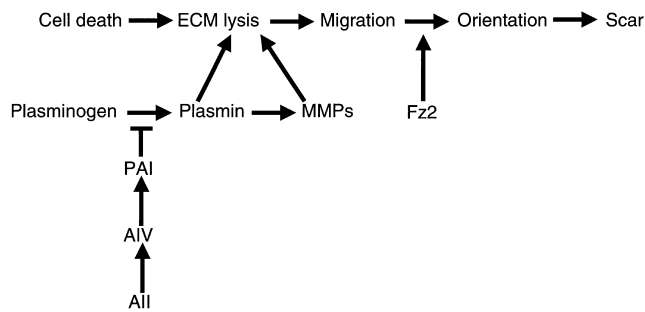 Cell death ECM lysis Migration Orientation Scar
Plasminogen Plasmin MMPs Fz2
PAI
AIV
AII